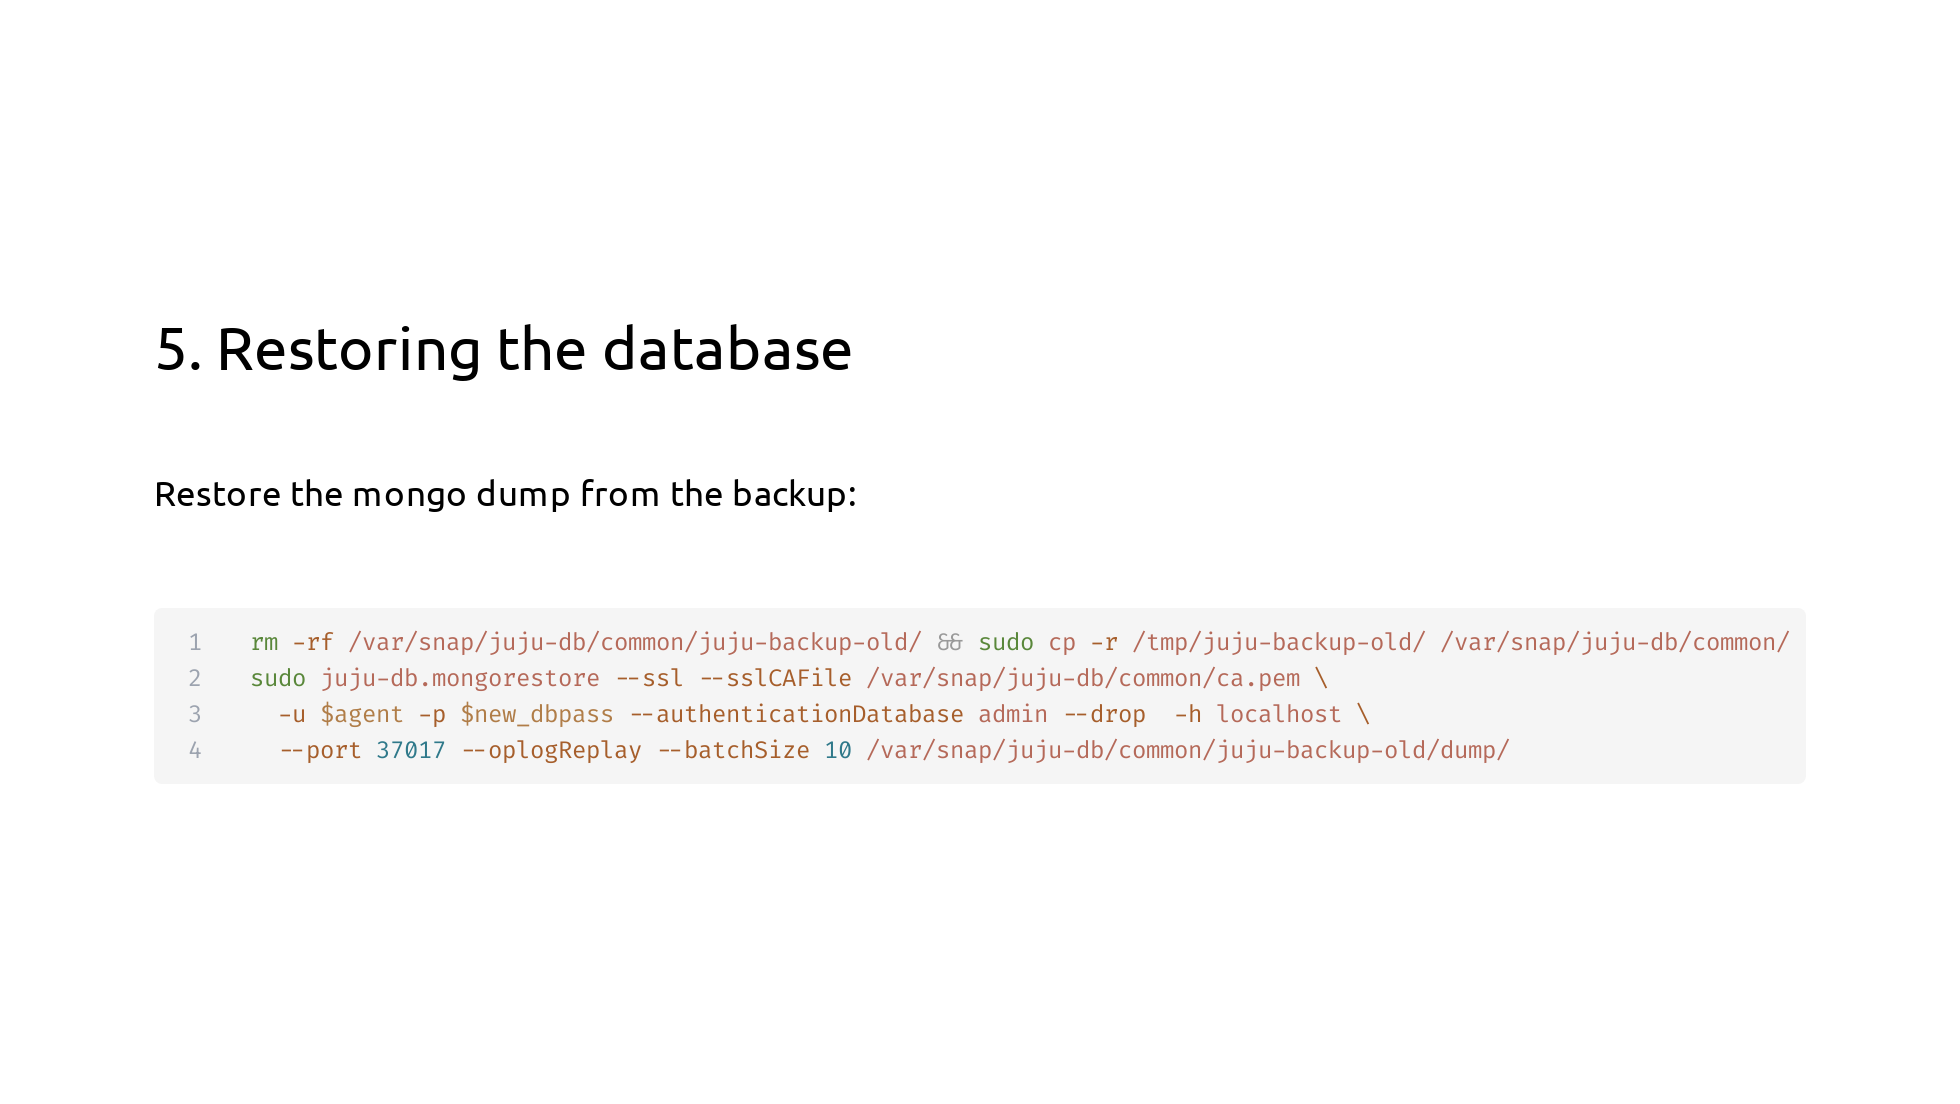 5. Restoring the database
Restore the mongo dump from the backup:
1 rm -rf /var/snap/juju-db/common/juju-backup-old/ && sudo cp -r /tmp/juju-backup-old/ /var/snap/juju-db/common/
2 sudo juju-db.mongorestore --ssl --sslCAFile /var/snap/juju-db/common/ca.pem \
3   -u $agent -p $new_dbpass --authenticationDatabase admin --drop  -h localhost \
4   --port 37017 --oplogReplay --batchSize 10 /var/snap/juju-db/common/juju-backup-old/dump/